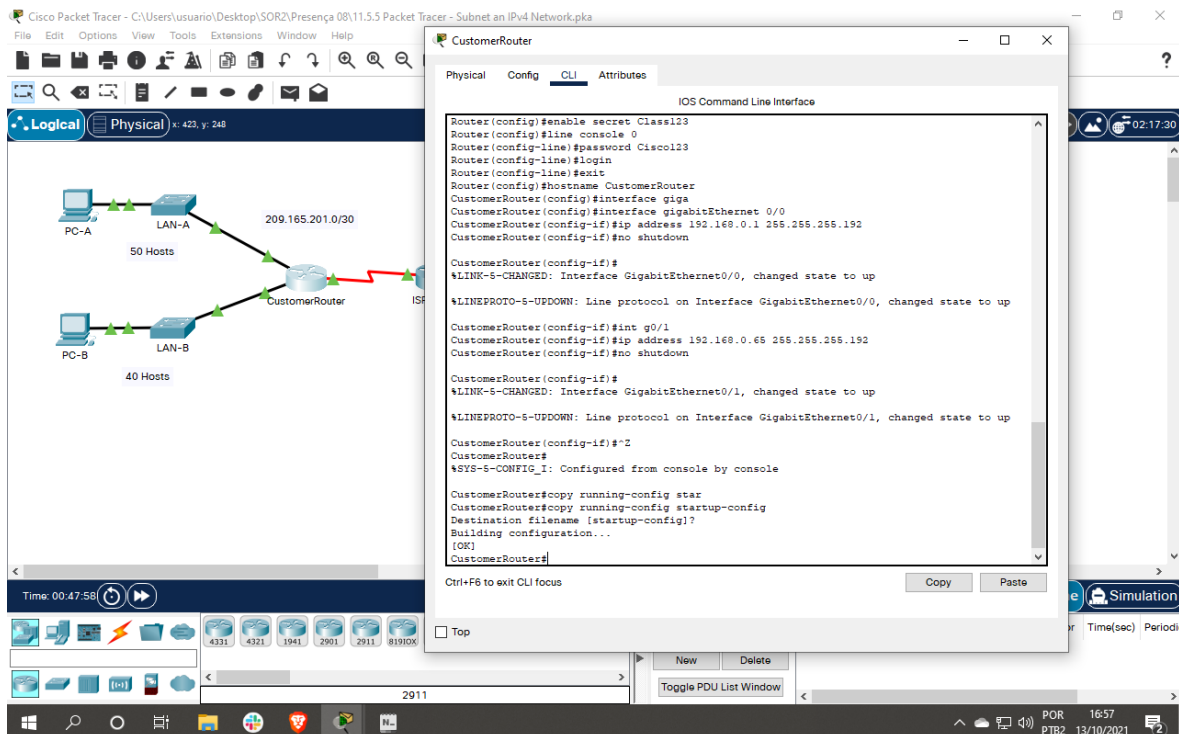 Cisco Packet Tracer - C:\Users\usuario\Desktop\SOR2\Presença 08\11.5.5 Packet Tracer - Subnet an IPv4 Network.pka
File Edit Options View Tools Extensions Window Help
Logical
Physical
x: 423, y: 248
02:17:30
PC-A
LAN-A
209.165.201.0/30
50 Hosts
CustomerRouter
PC-B
LAN-B
40 Hosts
CustomerRouter
Physical Config CLI Attributes
IOS Command Line Interface
Router(config)#enable secret Class123
Router(config)#line console 0
Router(config-line)#password Cisco123
Router(config-line)#login
Router(config-line)#exit
Router(config)#hostname CustomerRouter
CustomerRouter(config)#interface giga
CustomerRouter(config)#interface gigabitEthernet 0/0
CustomerRouter(config-if)#ip address 192.168.0.1 255.255.255.192
CustomerRouter(config-if)#no shutdown
CustomerRouter(config-if)#
%LINK-5-CHANGED: Interface GigabitEthernet0/0, changed state to up
%LINEPROTO-5-UPDOWN: Line protocol on Interface GigabitEthernet0/0, changed state to up
CustomerRouter(config-if)#int g0/1
CustomerRouter(config-if)#ip address 192.168.0.65 255.255.255.192
CustomerRouter(config-if)#no shutdown
CustomerRouter(config-if)#
%LINK-5-CHANGED: Interface GigabitEthernet0/1, changed state to up
%LINEPROTO-5-UPDOWN: Line protocol on Interface GigabitEthernet0/1, changed state to up
CustomerRouter(config-if)#^Z
CustomerRouter#
%SYS-5-CONFIG_I: Configured from console by console
CustomerRouter#copy running-config star
CustomerRouter#copy running-config startup-config
Destination filename [startup-config]?
Building configuration...
[OK]
CustomerRouter#
Ctrl+F6 to exit CLI focus
Copy
Paste
Top
Time: 00:47:58
Simulation
Time(sec) Periodi
4331 4321 1941 2901 2911 819IOX
2911
New
Delete
Toggle PDU List Window
POR
PTB2
16:57
13/10/2021